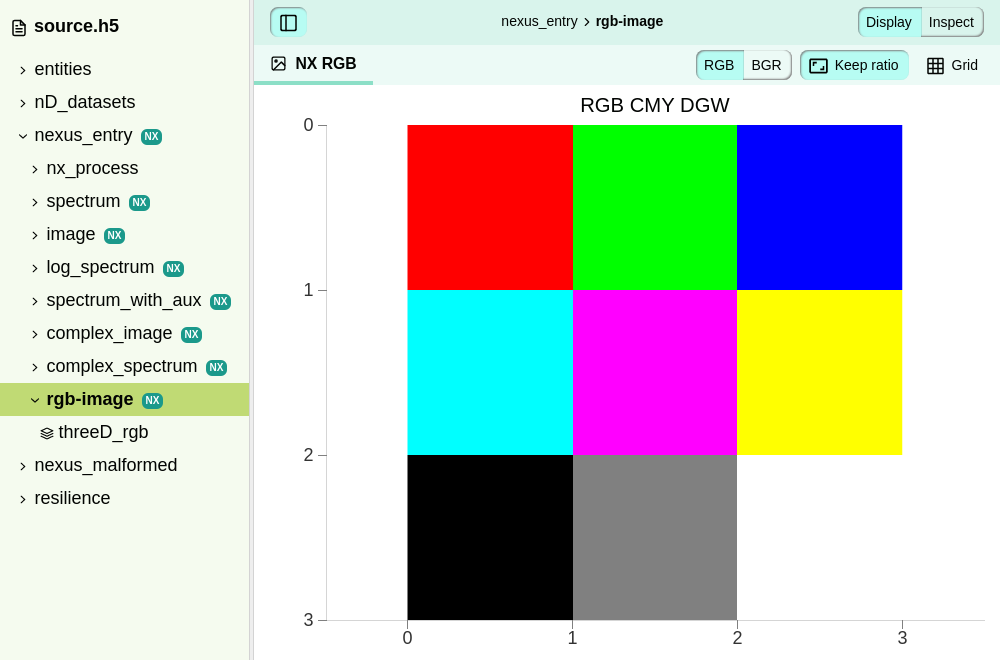 source.h5
entities
nD_datasets
nexus_entry NX
nx_process
spectrum NX
image NX
log_spectrum NX
spectrum_with_aux NX
complex_image NX
complex_spectrum NX
rgb-image NX
threeD_rgb
nexus_malformed
resilience
nexus_entry › rgb-image
Display Inspect
NX RGB
RGB BGR Keep ratio Grid
RGB CMY DGW
0
1
2
3
0 1 2 3